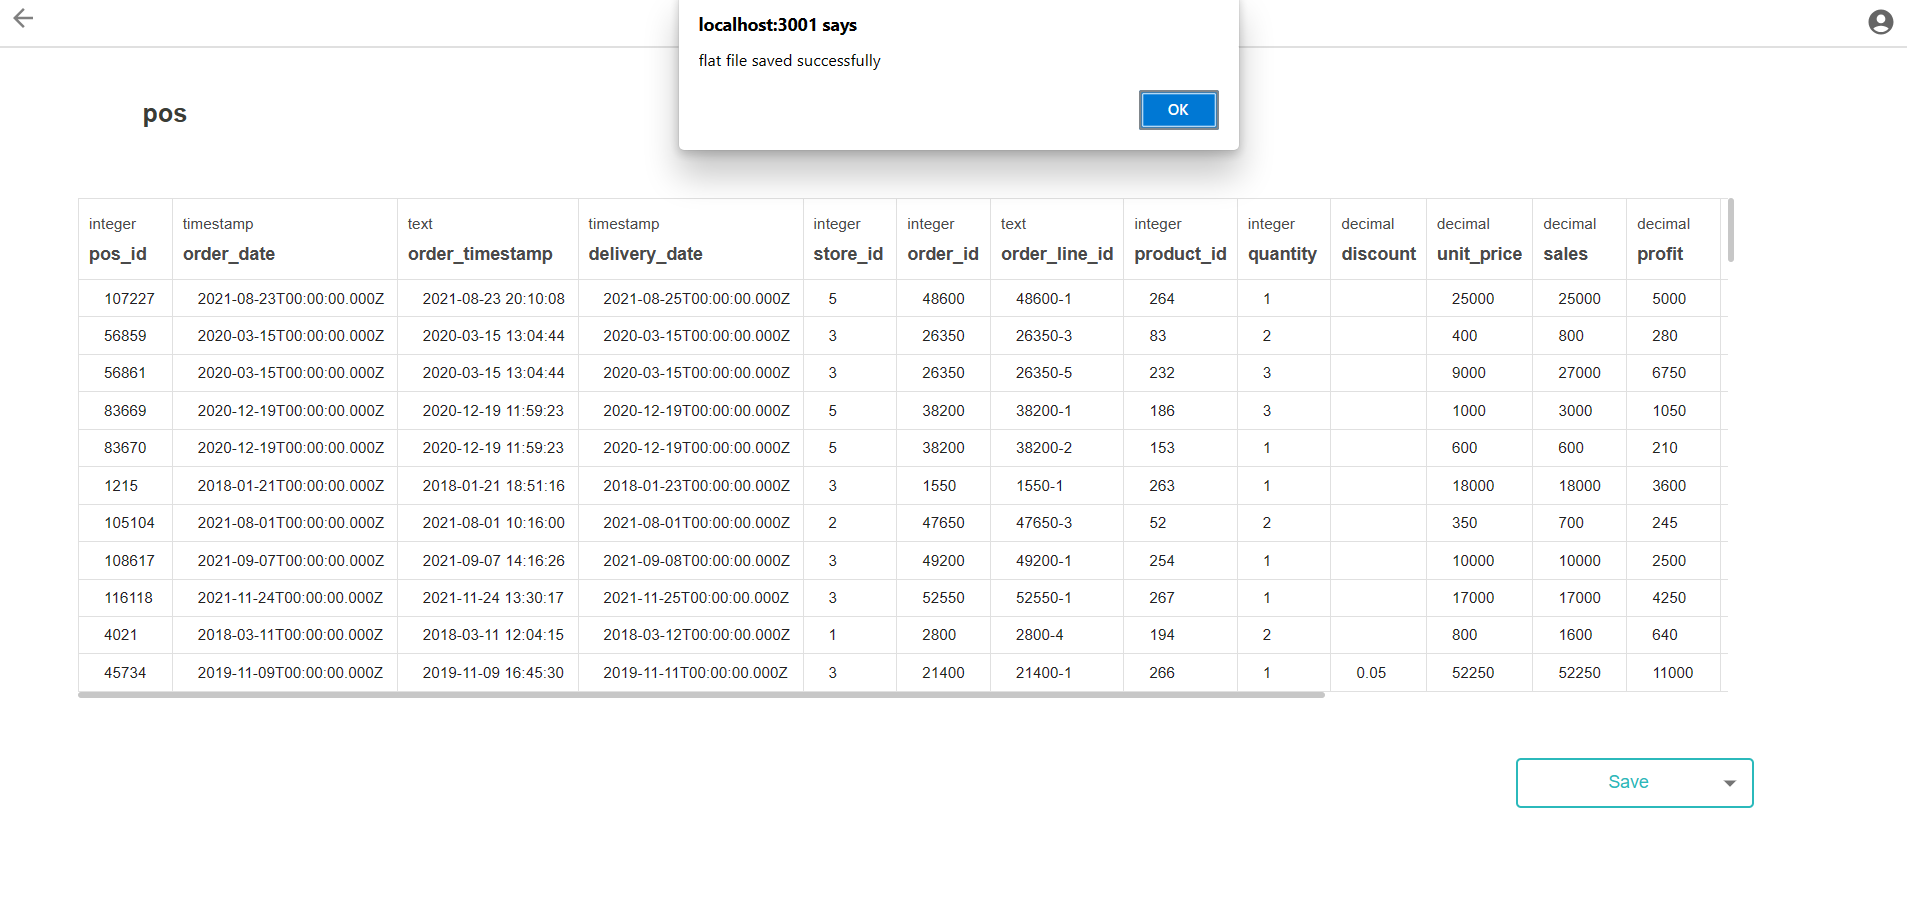 localhost:3001 says
flat file saved successfully
OK
pos
integer timestamp text timestamp integer integer text integer integer decimal decimal decimal decimal
pos_id order_date order_timestamp delivery_date store_id order_id order_line_id product_id quantity discount unit_price sales profit
107227 2021-08-23T00:00:00.000Z 2021-08-23 20:10:08 2021-08-25T00:00:00.000Z 5 48600 48600-1 264 1 25000 25000 5000
56859 2020-03-15T00:00:00.000Z 2020-03-15 13:04:44 2020-03-15T00:00:00.000Z 3 26350 26350-3 83 2 400 800 280
56861 2020-03-15T00:00:00.000Z 2020-03-15 13:04:44 2020-03-15T00:00:00.000Z 3 26350 26350-5 232 3 9000 27000 6750
83669 2020-12-19T00:00:00.000Z 2020-12-19 11:59:23 2020-12-19T00:00:00.000Z 5 38200 38200-1 186 3 1000 3000 1050
83670 2020-12-19T00:00:00.000Z 2020-12-19 11:59:23 2020-12-19T00:00:00.000Z 5 38200 38200-2 153 1 600 600 210
1215 2018-01-21T00:00:00.000Z 2018-01-21 18:51:16 2018-01-23T00:00:00.000Z 3 1550 1550-1 263 1 18000 18000 3600
105104 2021-08-01T00:00:00.000Z 2021-08-01 10:16:00 2021-08-01T00:00:00.000Z 2 47650 47650-3 52 2 350 700 245
108617 2021-09-07T00:00:00.000Z 2021-09-07 14:16:26 2021-09-08T00:00:00.000Z 3 49200 49200-1 254 1 10000 10000 2500
116118 2021-11-24T00:00:00.000Z 2021-11-24 13:30:17 2021-11-25T00:00:00.000Z 3 52550 52550-1 267 1 17000 17000 4250
4021 2018-03-11T00:00:00.000Z 2018-03-11 12:04:15 2018-03-12T00:00:00.000Z 1 2800 2800-4 194 2 800 1600 640
45734 2019-11-09T00:00:00.000Z 2019-11-09 16:45:30 2019-11-11T00:00:00.000Z 3 21400 21400-1 266 1 0.05 52250 52250 11000
Save